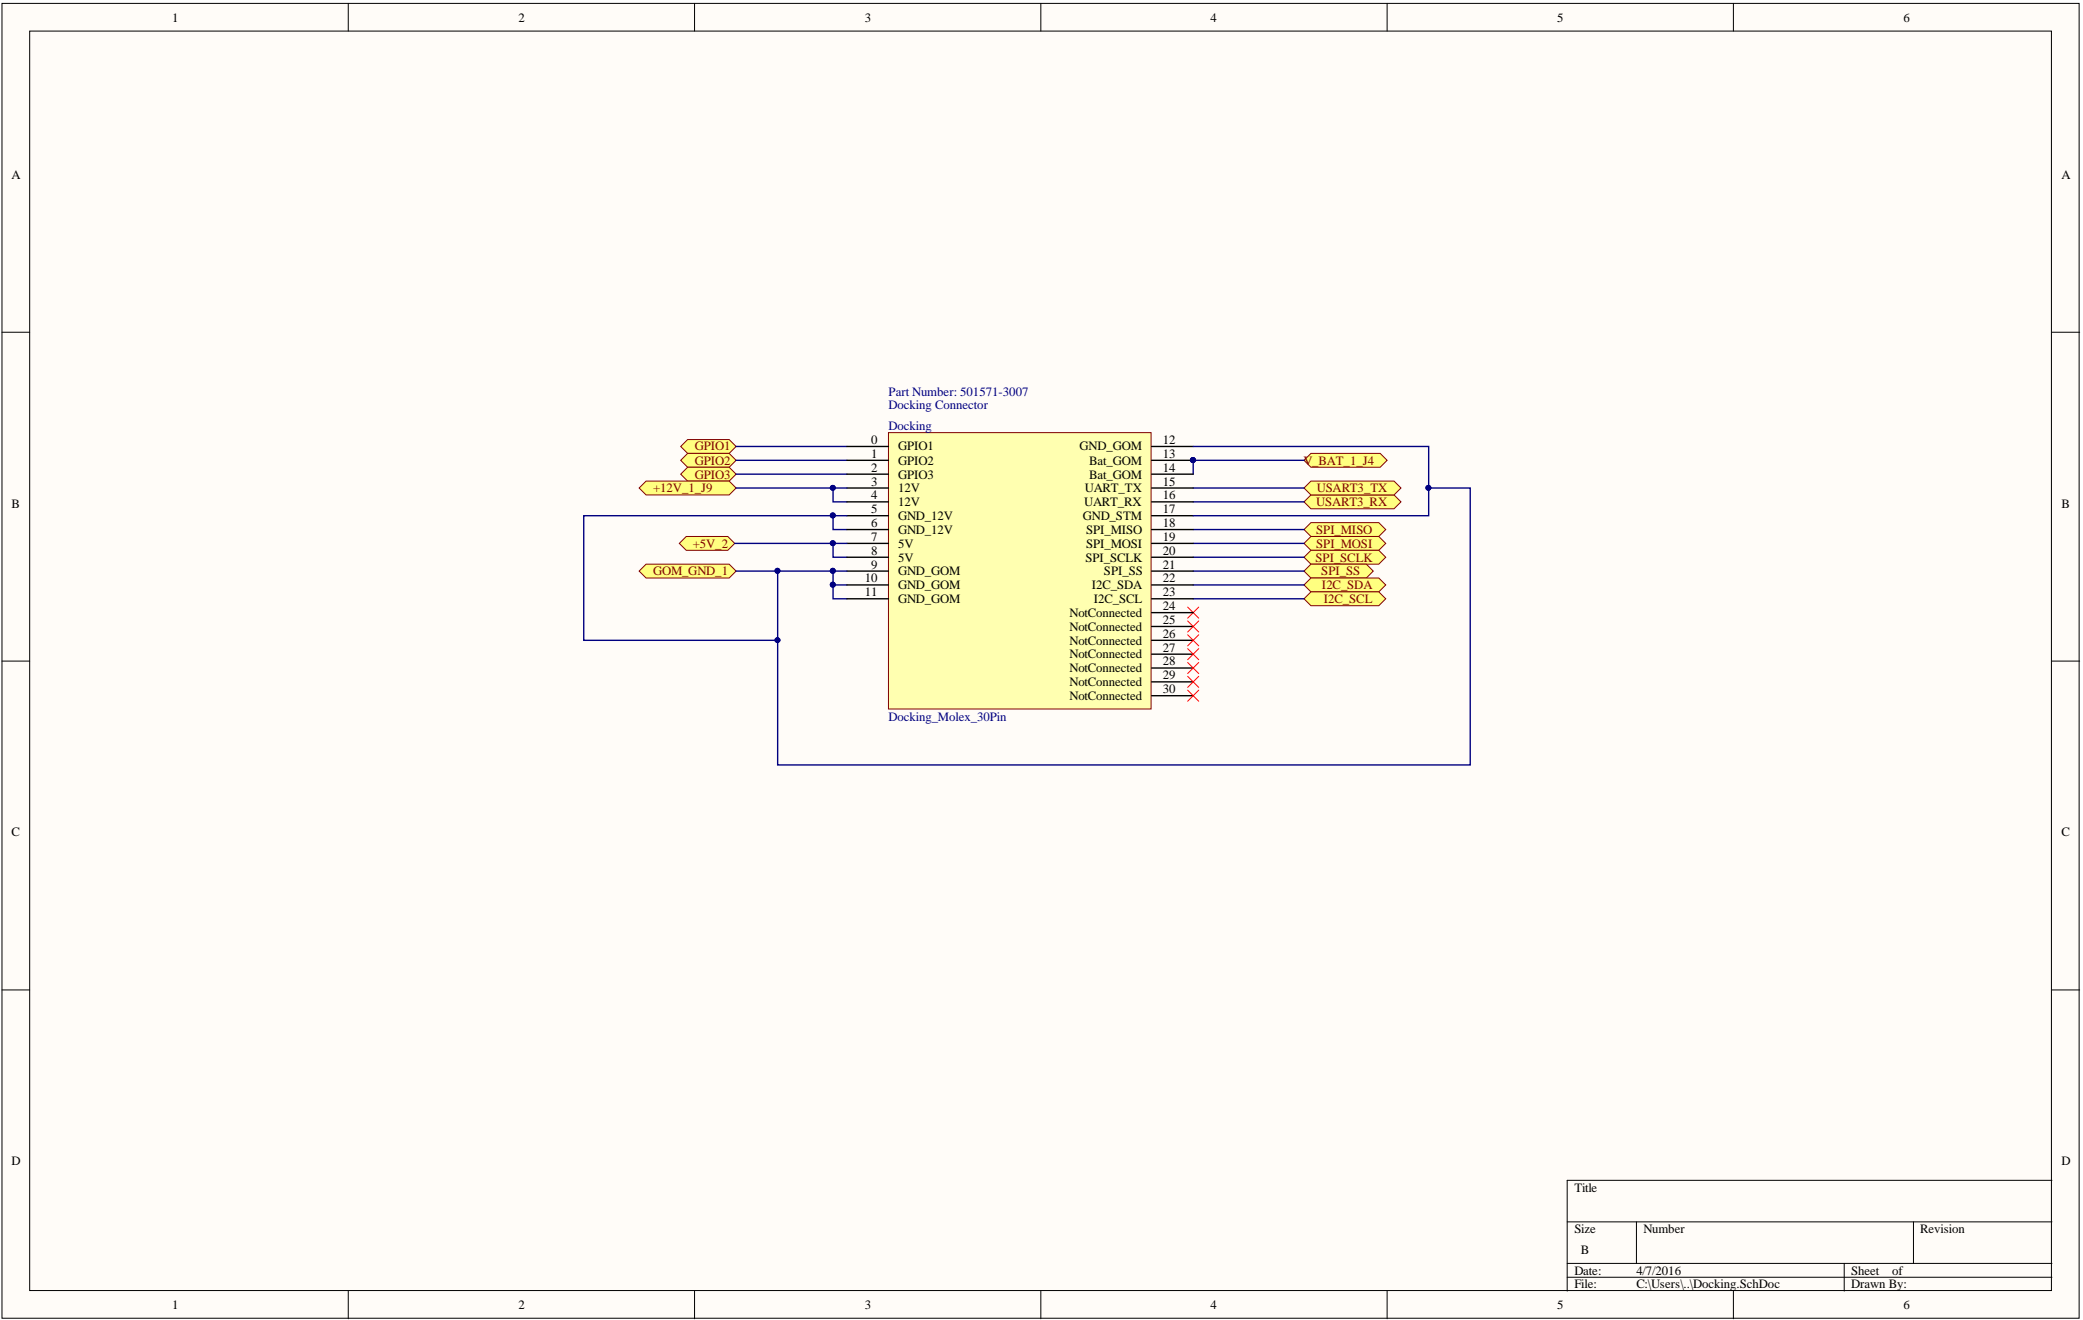 1 2 3 4 5 6
A A
B B
C C
D D
Part Number: 501571-3007
Docking Connector
Docking
GPIO1 0 GPIO1 GND_GOM 12
GPIO2 1 GPIO2 Bat_GOM 13 V_BAT_1_J4
GPIO3 2 GPIO3 Bat_GOM 14
+12V_1_J9 3 12V UART_TX 15 USART3_TX
4 12V UART_RX 16 USART3_RX
5 GND_12V GND_STM 17
6 GND_12V SPI_MISO 18 SPI_MISO
+5V_2 7 5V SPI_MOSI 19 SPI_MOSI
8 5V SPI_SCLK 20 SPI_SCLK
GOM_GND_1 9 GND_GOM SPI_SS 21 SPI_SS
10 GND_GOM I2C_SDA 22 I2C_SDA
11 GND_GOM I2C_SCL 23 I2C_SCL
NotConnected 24
NotConnected 25
NotConnected 26
NotConnected 27
NotConnected 28
NotConnected 29
NotConnected 30
Docking_Molex_30Pin
Title
Size Number Revision
B
Date: 4/7/2016 Sheet of
File: C:\Users\..\Docking.SchDoc Drawn By:
1 2 3 4 5 6